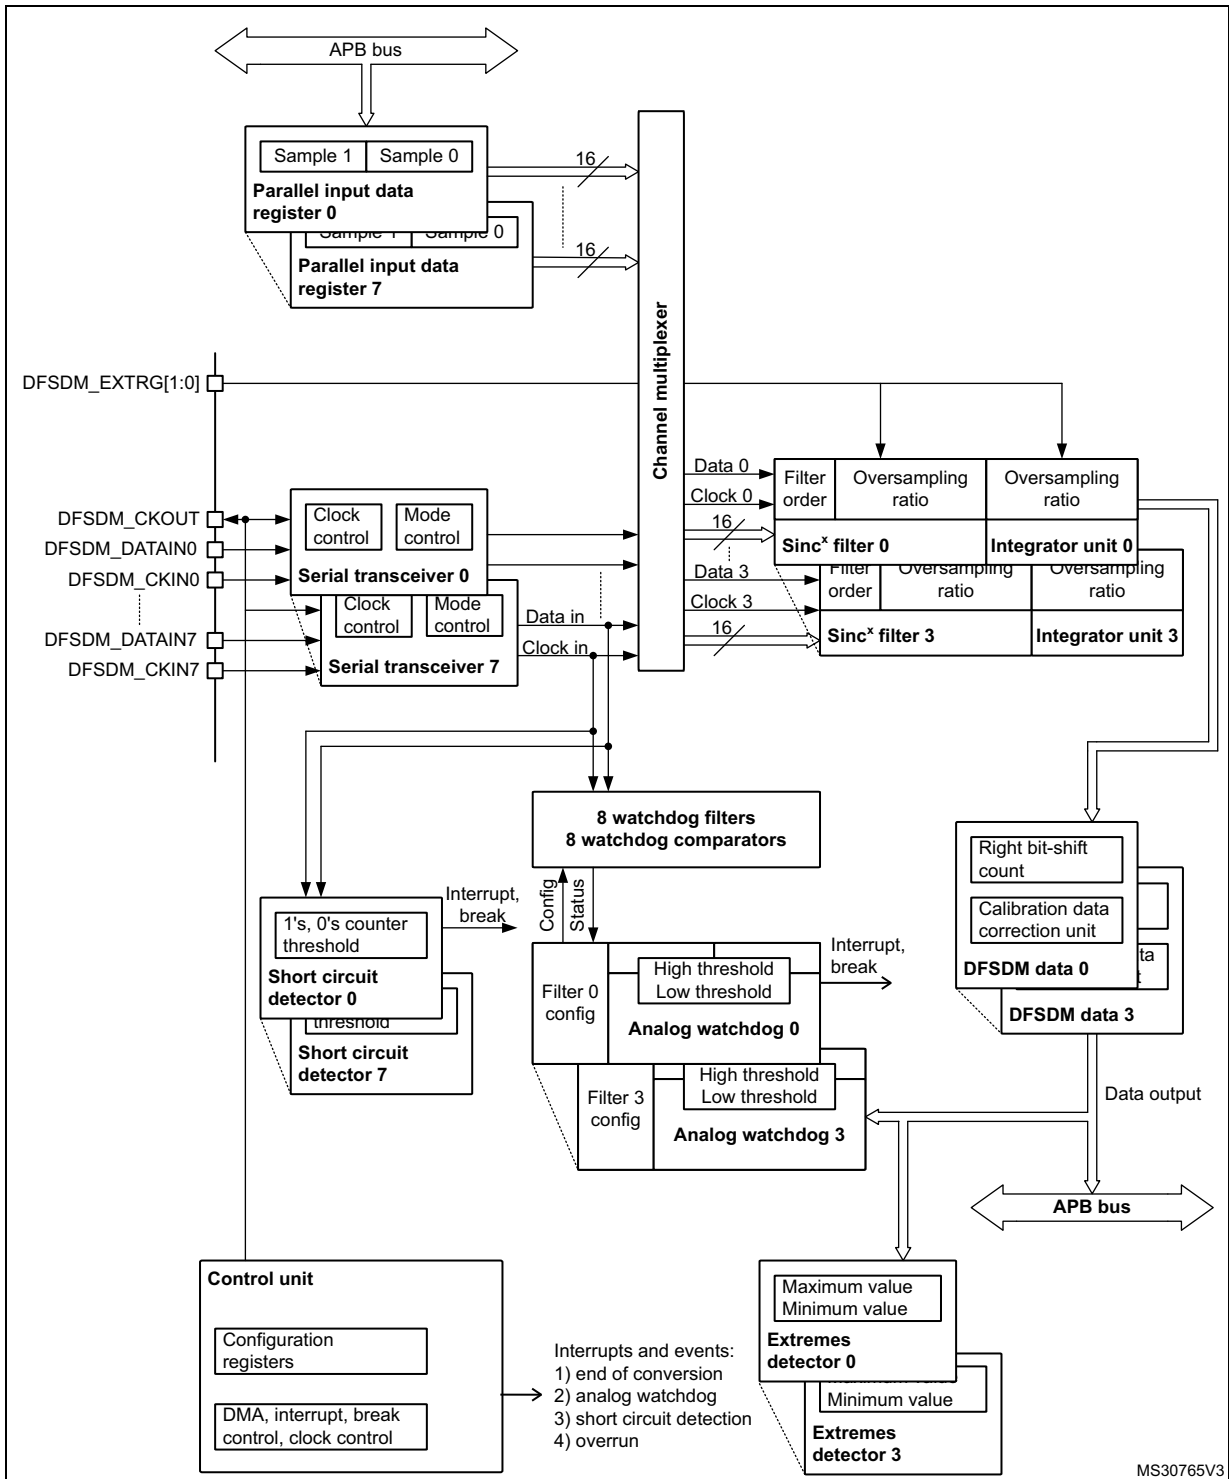 APB bus
Sample 1 Sample 0
Parallel input data
register 0
16
Sample 1 Sample 0
Parallel input data
register 7
16
Channel multiplexer
DFSDM_EXTRG[1:0]
DFSDM_CKOUT
DFSDM_DATAIN0
DFSDM_CKIN0
DFSDM_DATAIN7
DFSDM_CKIN7
Clock
control
Mode
control
Serial transceiver 0
Clock
control
Mode
control
Serial transceiver 7
Data in
Clock in
Data 0
Clock 0
16
Data 3
Clock 3
16
Filter
order
Oversampling
ratio
Oversampling
ratio
Sincˣ filter 0
Integrator unit 0
Filter
order
Oversampling
ratio
Oversampling
ratio
Sincˣ filter 3
Integrator unit 3
8 watchdog filters
8 watchdog comparators
Config
Status
1's, 0's counter
threshold
Short circuit
detector 0
Interrupt,
break
threshold
Short circuit
detector 7
Filter 0
config
High threshold
Low threshold
Analog watchdog 0
Interrupt,
break
Filter 3
config
High threshold
Low threshold
Analog watchdog 3
Right bit-shift
count
Calibration data
correction unit
DFSDM data 0
DFSDM data 3
Data output
APB bus
Control unit
Configuration
registers
DMA, interrupt, break
control, clock control
Interrupts and events:
1) end of conversion
2) analog watchdog
3) short circuit detection
4) overrun
Maximum value
Minimum value
Extremes
detector 0
Minimum value
Extremes
detector 3
MS30765V3